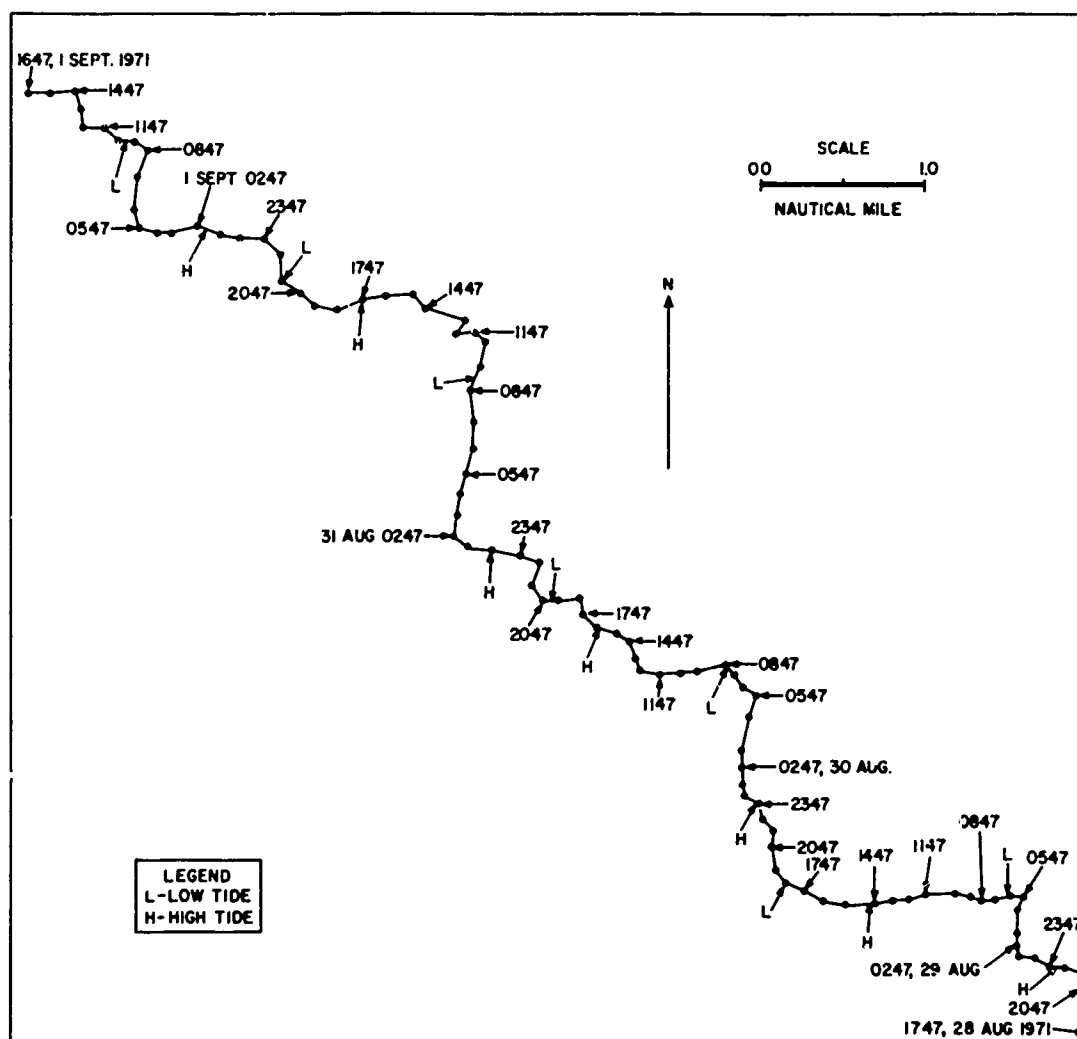 1647, 1 SEPT. 1971
1447
1147
0847
L
1 SEPT 0247
2347
0547
H
L
2047
1747
H
1447
1147
L
0847
0547
31 AUG 0247
2347
H
L
2047
1747
H
1447
1147
0847
L
0547
0247, 30 AUG.
2347
H
2047
1747
L
1447
H
1147
0847
L
0547
0247, 29 AUG
2347
H
2047
1747, 28 AUG 1971
SCALE
0.0 1.0
NAUTICAL MILE
N
LEGEND
L-LOW TIDE
H-HIGH TIDE